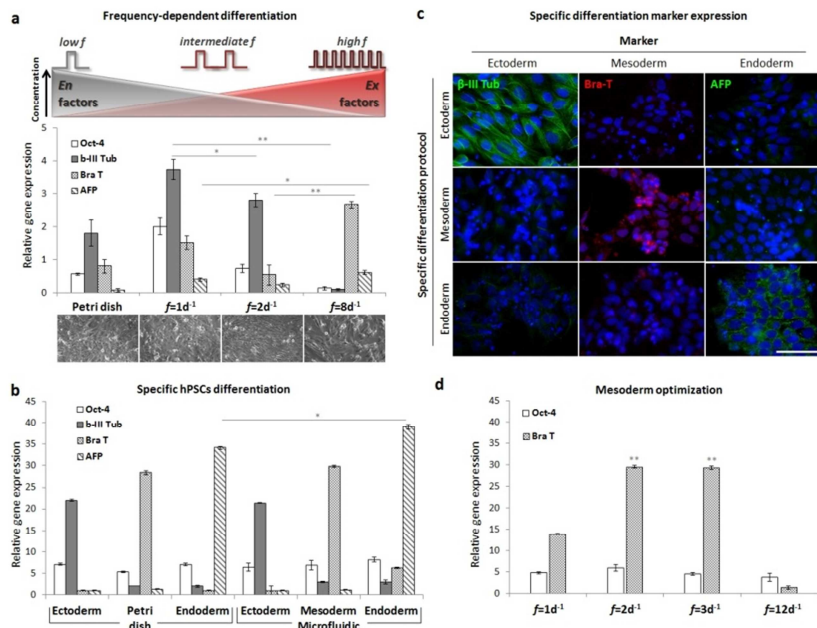 a
Frequency-dependent differentiation
low f
intermediate f
high f
Concentration
En
factors
Ex
factors
Relative gene expression
5
4
3
2
1
0
Oct-4
b-III Tub
Bra T
AFP
**
*
*
**
Petri dish
f=1d⁻¹
f=2d⁻¹
f=8d⁻¹
b
Specific hPSCs differentiation
Relative gene expression
45
40
35
30
25
20
15
10
5
0
Oct-4
b-III Tub
Bra T
AFP
*
Ectoderm
Petri
dish
Endoderm
Ectoderm
Mesoderm
Microfluidic
Endoderm
c
Specific differentiation marker expression
Marker
Ectoderm
Mesoderm
Endoderm
Specific differentiation protocol
Ectoderm
Mesoderm
Endoderm
β-III Tub
Bra-T
AFP
d
Mesoderm optimization
Relative gene expression
45
40
35
30
25
20
15
10
5
0
Oct-4
Bra T
**
**
f=1d⁻¹
f=2d⁻¹
f=3d⁻¹
f=12d⁻¹